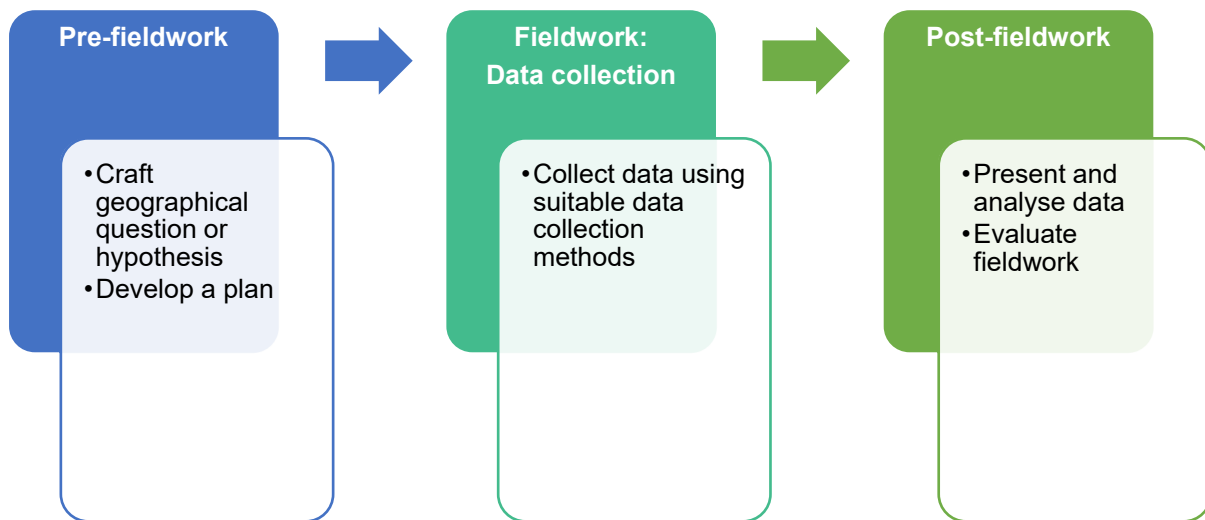 Pre-fieldwork
•Craft
geographical
question or
hypothesis
•Develop a plan
Fieldwork:
Data collection
•Collect data using
suitable data
collection
methods
Post-fieldwork
•Present and
analyse data
•Evaluate
fieldwork